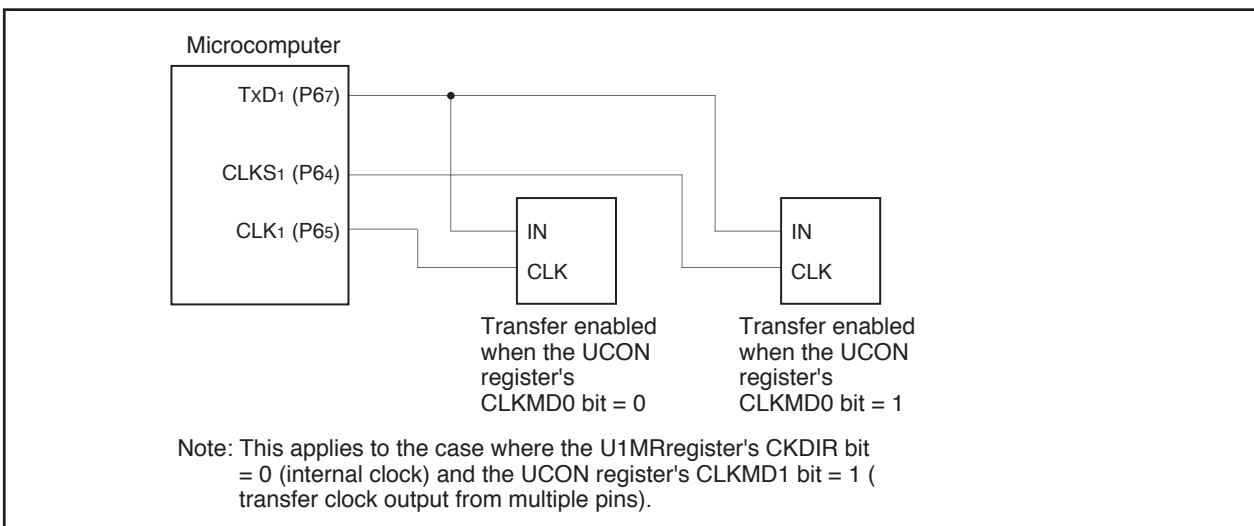 Microcomputer
TxD1 (P67)
CLKS1 (P64)
CLK1 (P65)
IN
CLK
IN
CLK
Transfer enabled
when the UCON
register's
CLKMD0 bit = 0
Transfer enabled
when the UCON
register's
CLKMD0 bit = 1
Note: This applies to the case where the U1MRregister's CKDIR bit
= 0 (internal clock) and the UCON register's CLKMD1 bit = 1 (
transfer clock output from multiple pins).